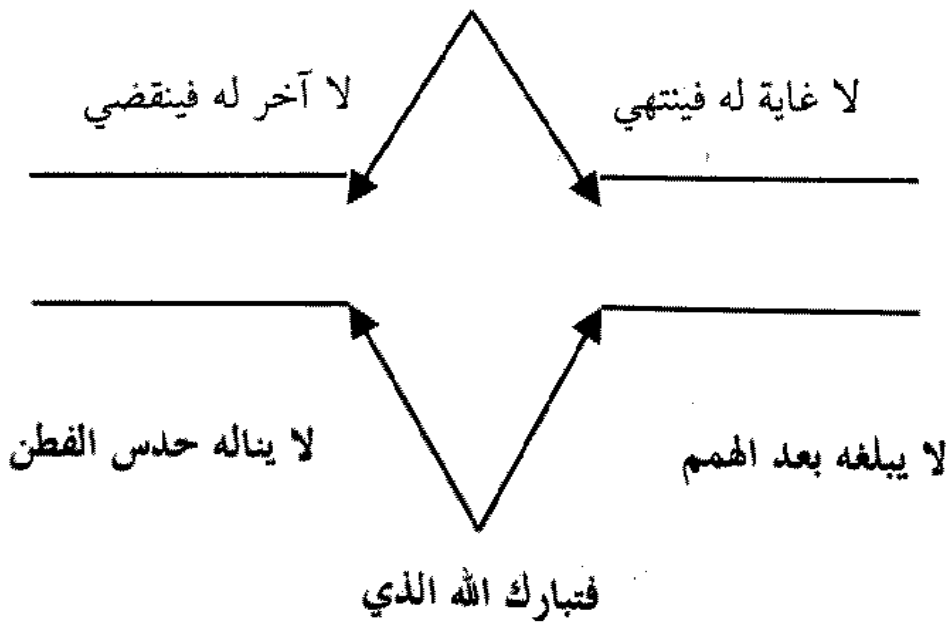 لا غاية له فينتهي
لا آخر له فينقضي
لا يبلغه بعد الهمم
لا يناله حدس الفطن
فتبارك الله الذي